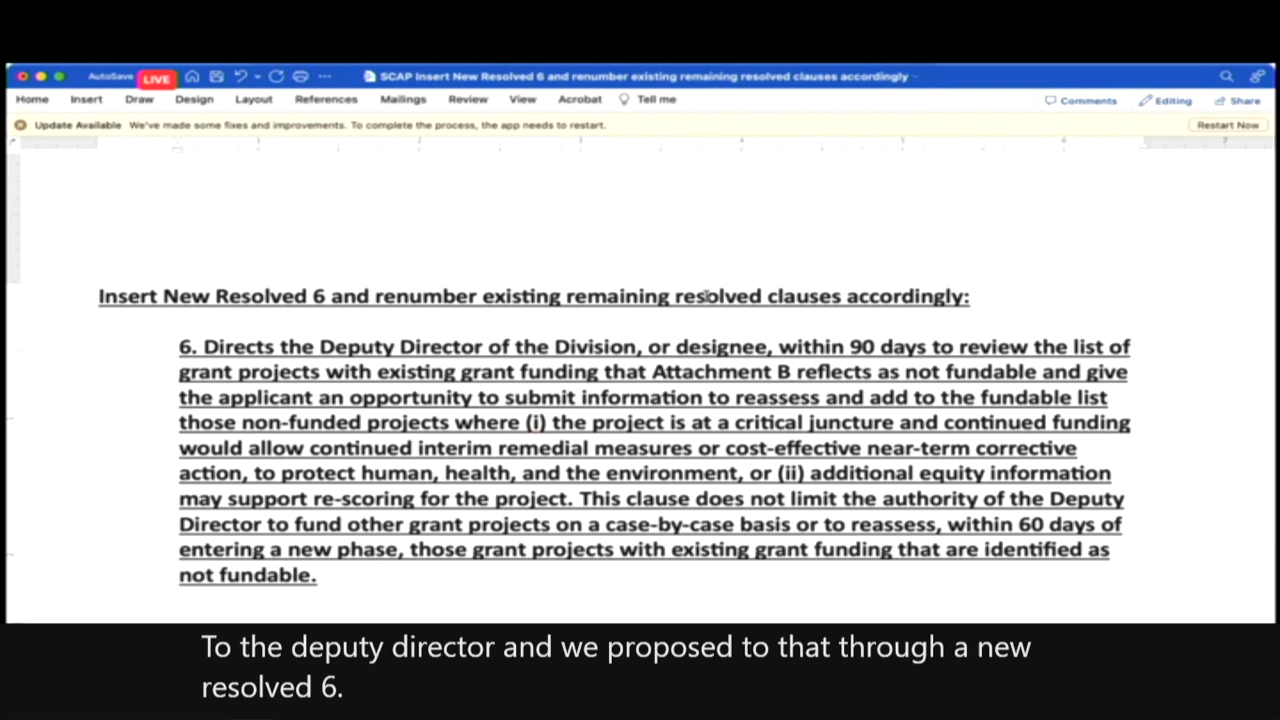 AutoSave LIVE ··· SCAP Insert New Resolved 6 and renumber existing remaining resolved clauses accordingly
Home Insert Draw Design Layout References Mailings Review View Acrobat Tell me Comments Editing Share
Update Available We've made some fixes and improvements. To complete the process, the app needs to restart. Restart Now
1 2 3 4 5 6 7
Insert New Resolved 6 and renumber existing remaining resolved clauses accordingly:
6. Directs the Deputy Director of the Division, or designee, within 90 days to review the list of
grant projects with existing grant funding that Attachment B reflects as not fundable and give
the applicant an opportunity to submit information to reassess and add to the fundable list
those non-funded projects where (i) the project is at a critical juncture and continued funding
would allow continued interim remedial measures or cost-effective near-term corrective
action, to protect human, health, and the environment, or (ii) additional equity information
may support re-scoring for the project. This clause does not limit the authority of the Deputy
Director to fund other grant projects on a case-by-case basis or to reassess, within 60 days of
entering a new phase, those grant projects with existing grant funding that are identified as
not fundable.
To the deputy director and we proposed to that through a new
resolved 6.